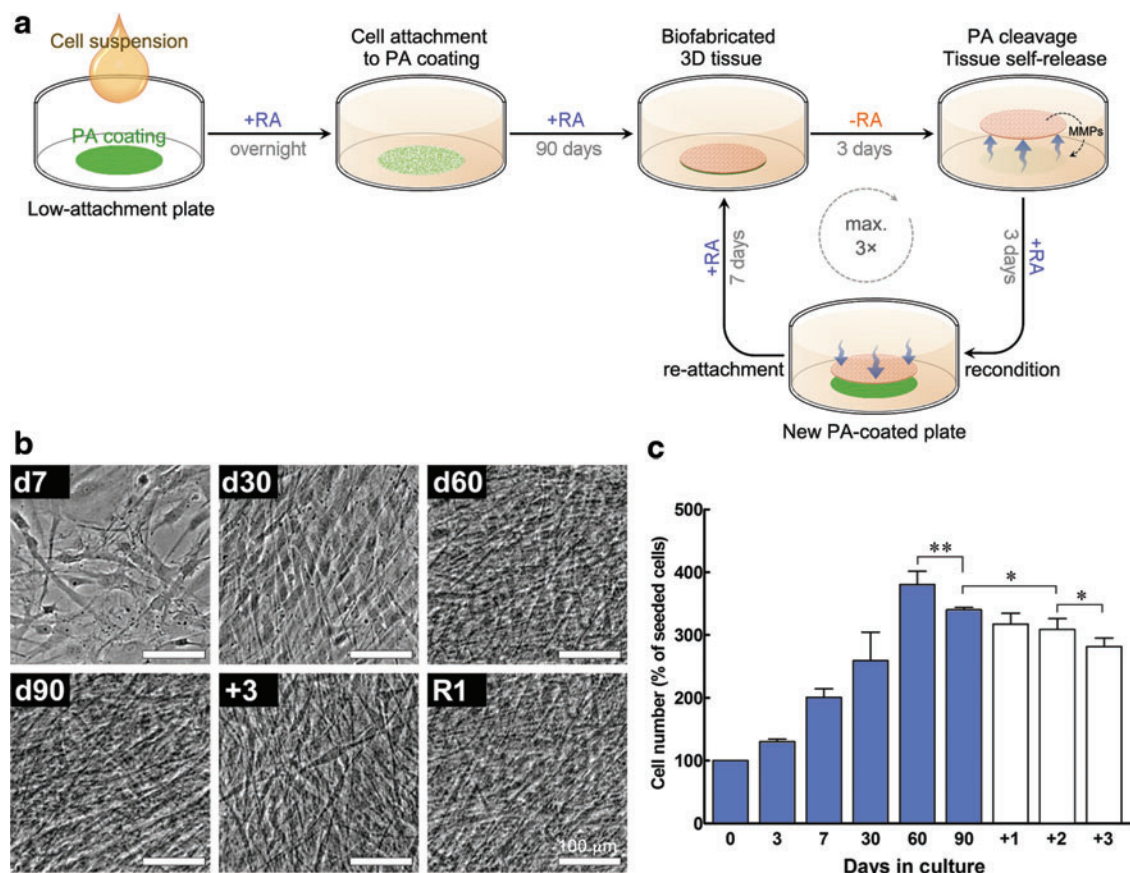 a
Cell suspension
PA coating
Low-attachment plate
+RA
overnight
Cell attachment
to PA coating
+RA
90 days
Biofabricated
3D tissue
-RA
3 days
PA cleavage
Tissue self-release
MMPs
+RA
3 days
recondition
New PA-coated plate
re-attachment
+RA
7 days
max.
3×
b
d7
d30
d60
d90
+3
R1
100 µm
c
Cell number (% of seeded cells)
500
400
300
200
100
0
**
*
*
0 3 7 30 60 90 +1 +2 +3
Days in culture